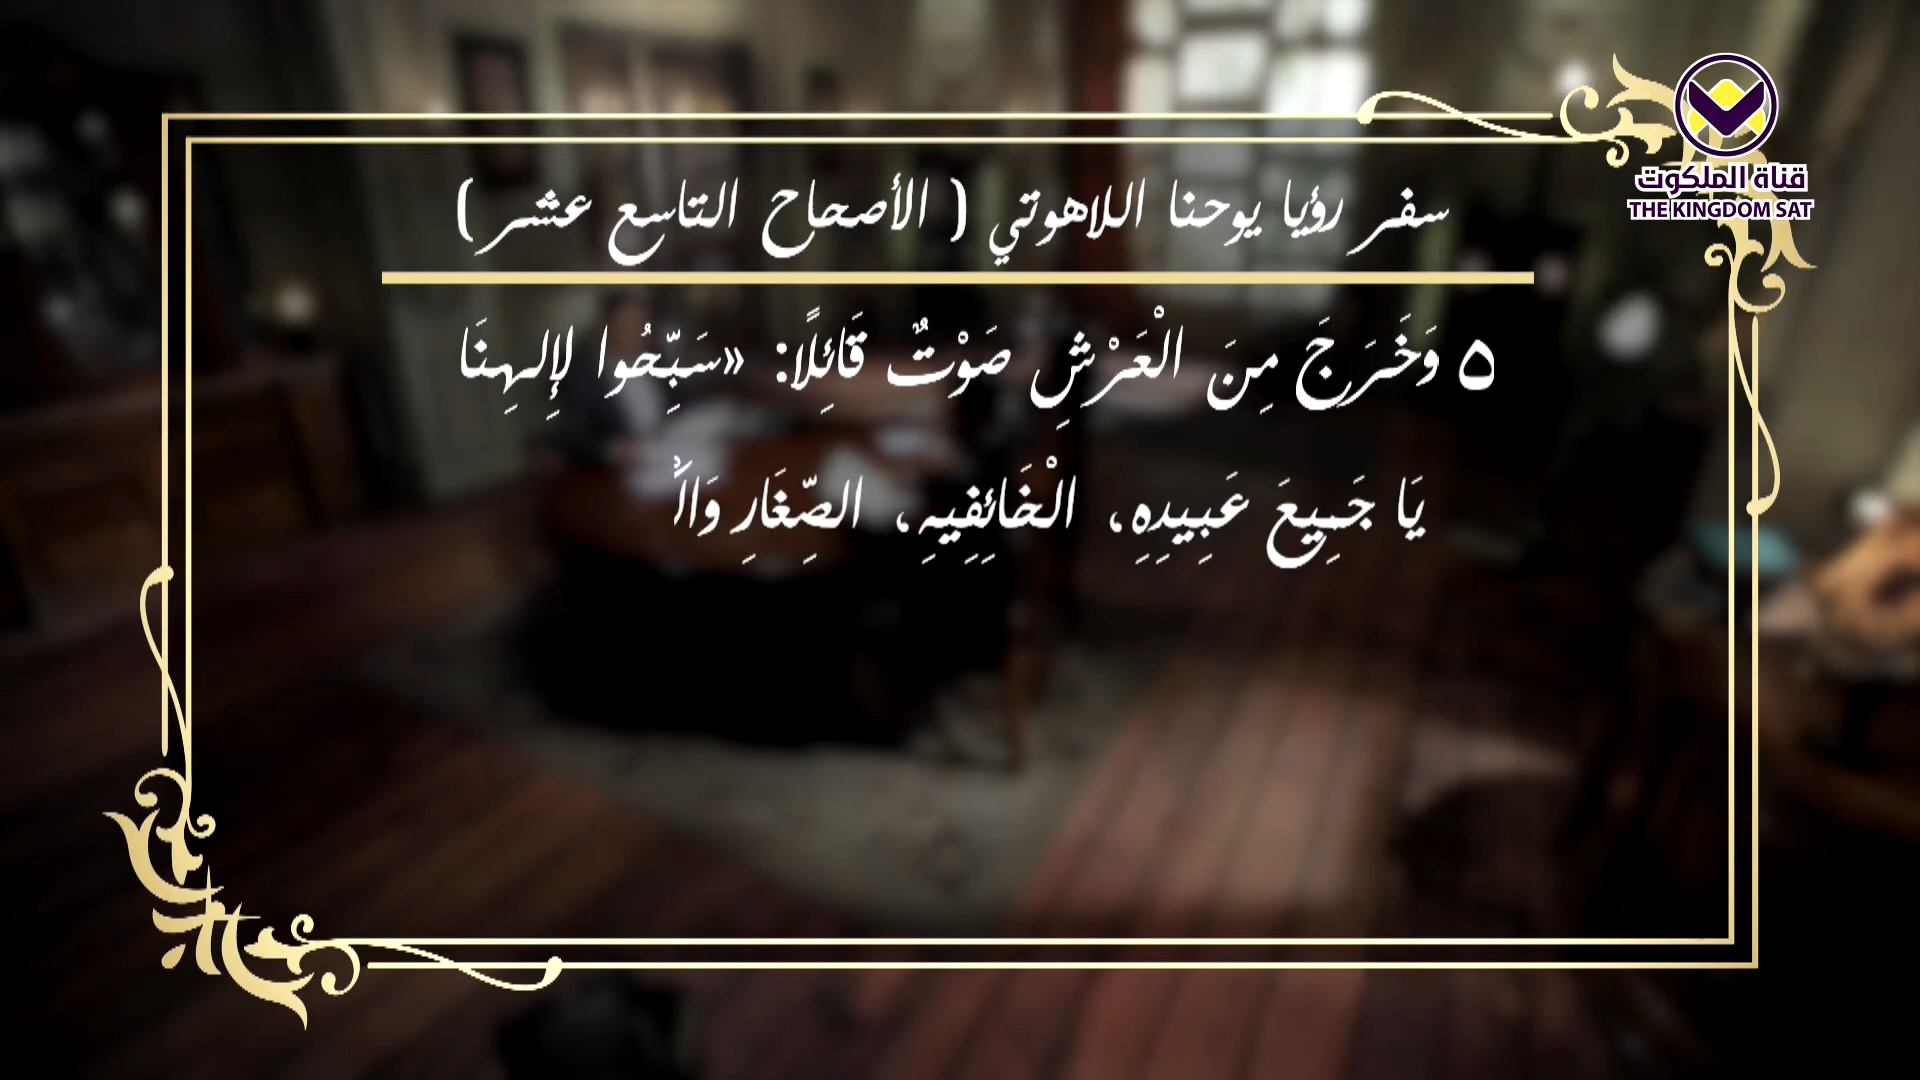 قناة الملكوت
THE KINGDOM SAT
سفر رؤيا يوحنا اللاهوتي ( الأصحاح التاسع عشر )
٥ وَخَرَجَ مِنَ الْعَرْشِ صَوْتٌ قَائِلًا: «سَبِّحُوا لإِلهِنَا
يَا جَمِيعَ عَبِيدِهِ، الْخَائِفِيهِ، الصِّغَارِ وَ